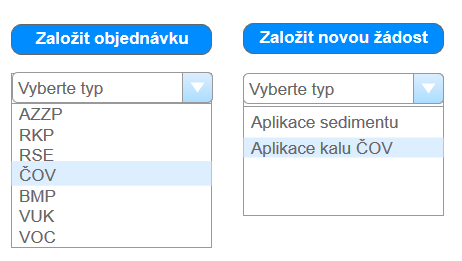 Založit objednávku
Vyberte typ
AZZP
RKP
RSE
ČOV
BMP
VUK
VOC
Založit novou žádost
Vyberte typ
Aplikace sedimentu
Aplikace kalu ČOV